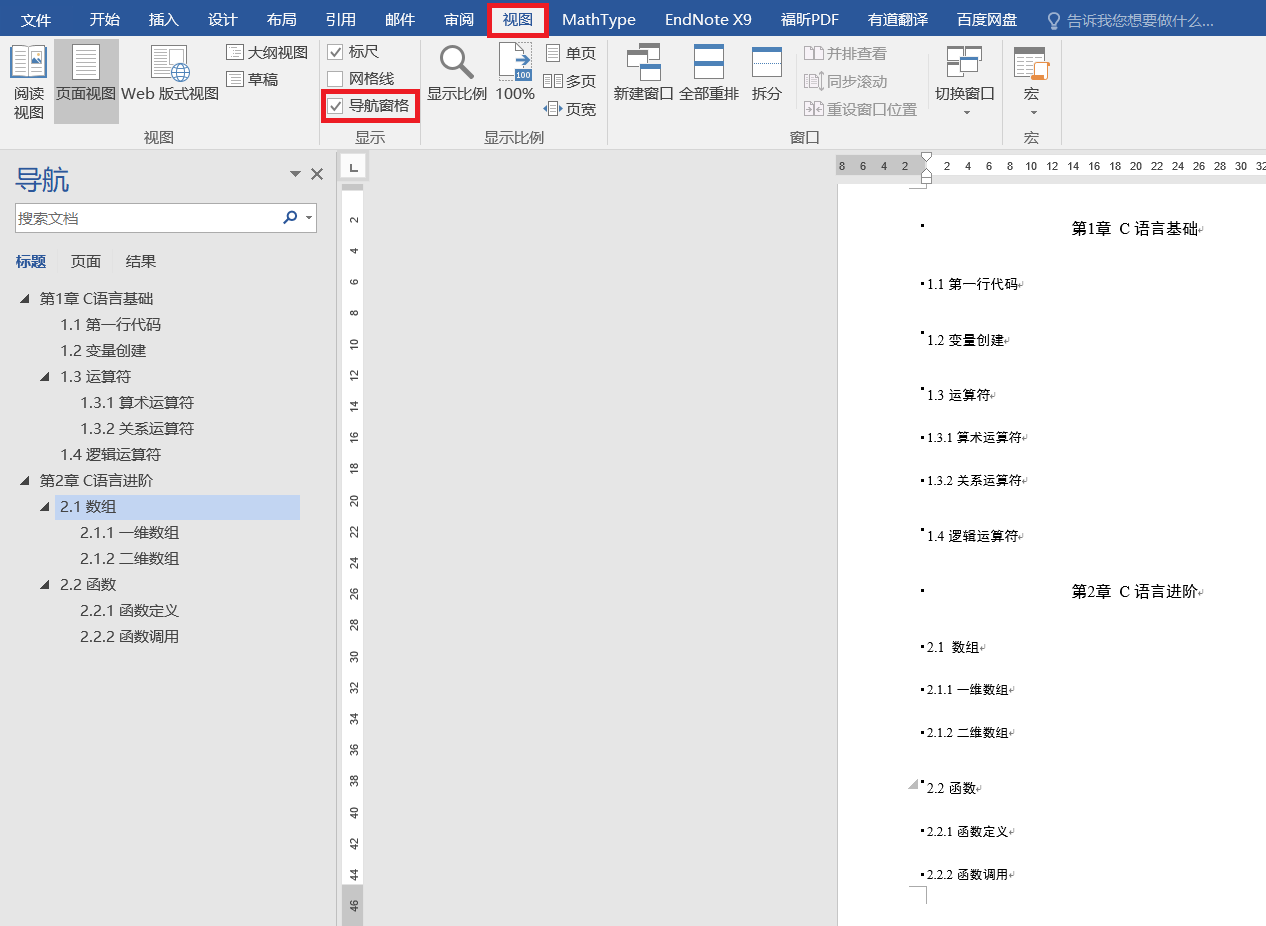 文件 开始 插入 设计 布局 引用 邮件 审阅 视图 MathType EndNote X9 福昕PDF 有道翻译 百度网盘 告诉我您想要做什么...
阅读视图 页面视图 Web 版式视图 大纲视图 草稿
视图
标尺
网格线
导航窗格
显示
显示比例 100% 单页 多页 页宽
100
显示比例
新建窗口 全部重排 拆分 并排查看 同步滚动 重设窗口位置 切换窗口
窗口
宏
宏
导航
搜索文档
标题 页面 结果
第1章 C语言基础
1.1 第一行代码
1.2 变量创建
1.3 运算符
1.3.1 算术运算符
1.3.2 关系运算符
1.4 逻辑运算符
第2章 C语言进阶
2.1 数组
2.1.1 一维数组
2.1.2 二维数组
2.2 函数
2.2.1 函数定义
2.2.2 函数调用
L
2
4
6
8
10
12
14
16
18
20
22
24
26
28
30
32
34
36
38
40
42
44
46
8 6 4 2 2 4 6 8 10 12 14 16 18 20 22 24 26 28 30 32
第1章 C 语言基础
1.1 第一行代码
1.2 变量创建
1.3 运算符
1.3.1 算术运算符
1.3.2 关系运算符
1.4 逻辑运算符
第2章 C 语言进阶
2.1 数组
2.1.1 一维数组
2.1.2 二维数组
2.2 函数
2.2.1 函数定义
2.2.2 函数调用